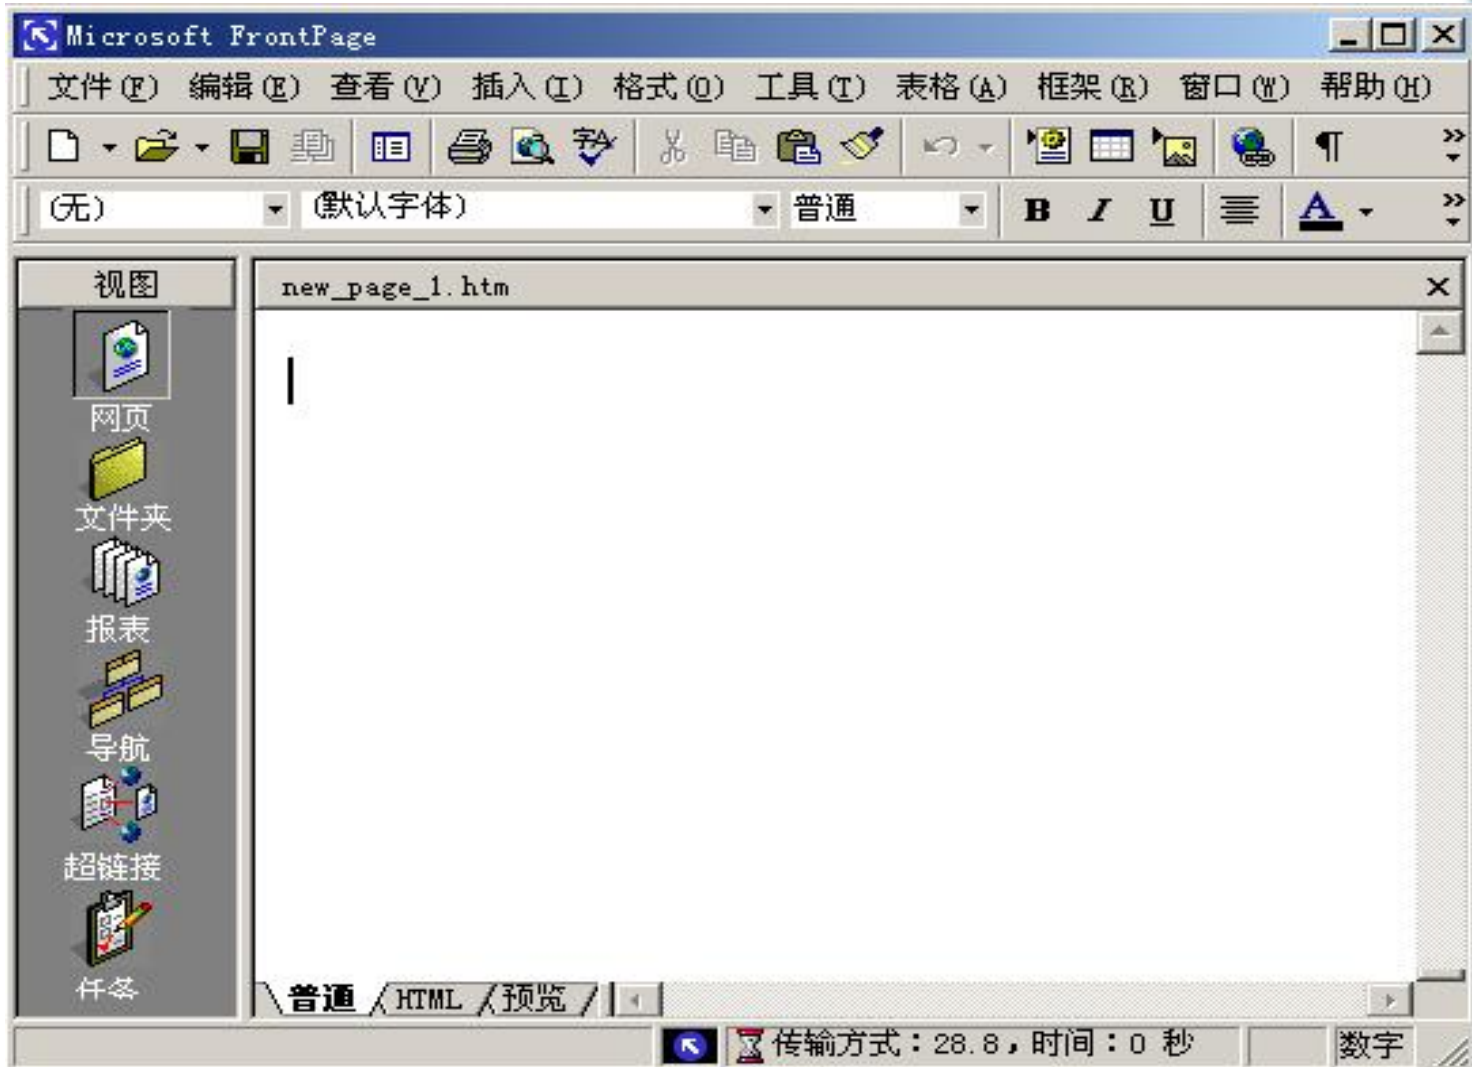 Microsoft FrontPage
文件(F) 编辑(E) 查看(V) 插入(I) 格式(O) 工具(T) 表格(A) 框架(R) 窗口(W) 帮助(H)
(无) (默认字体) 普通 B I U A
视图
new_page_1.htm
网页
文件夹
报表
导航
超链接
任务
普通 HTML 预览
传输方式：28.8，时间：0 秒 数字